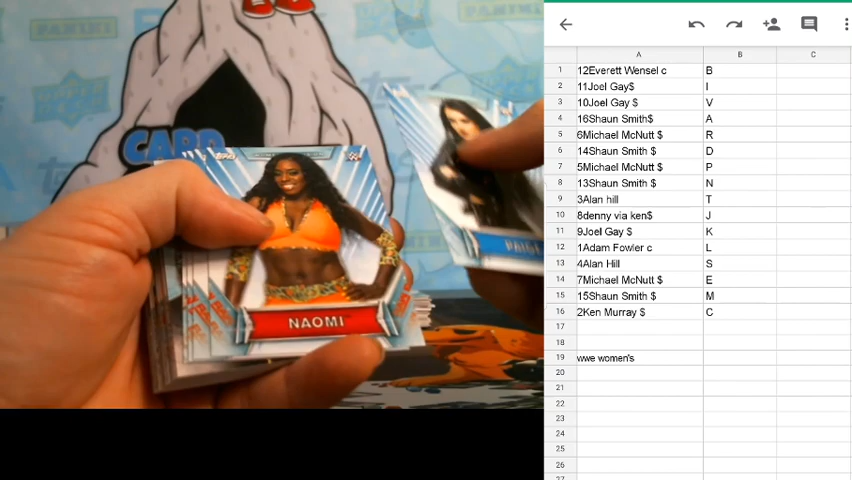 CARD
PAIGE
NAOMI
A B C
1 12Everett Wensel c B
2 11Joel Gay$ I
3 10Joel Gay $ V
4 16Shaun Smith$ A
5 6Michael McNutt $ R
6 14Shaun Smith $ D
7 5Michael McNutt $ P
8 13Shaun Smith $ N
9 3Alan hill T
10 8denny via ken$ J
11 9Joel Gay $ K
12 1Adam Fowler c L
13 4Alan Hill S
14 7Michael McNutt $ E
15 15Shaun Smith $ M
16 2Ken Murray $ C
17
18
19 wwe women's
20
21
22
23
24
25
26
27